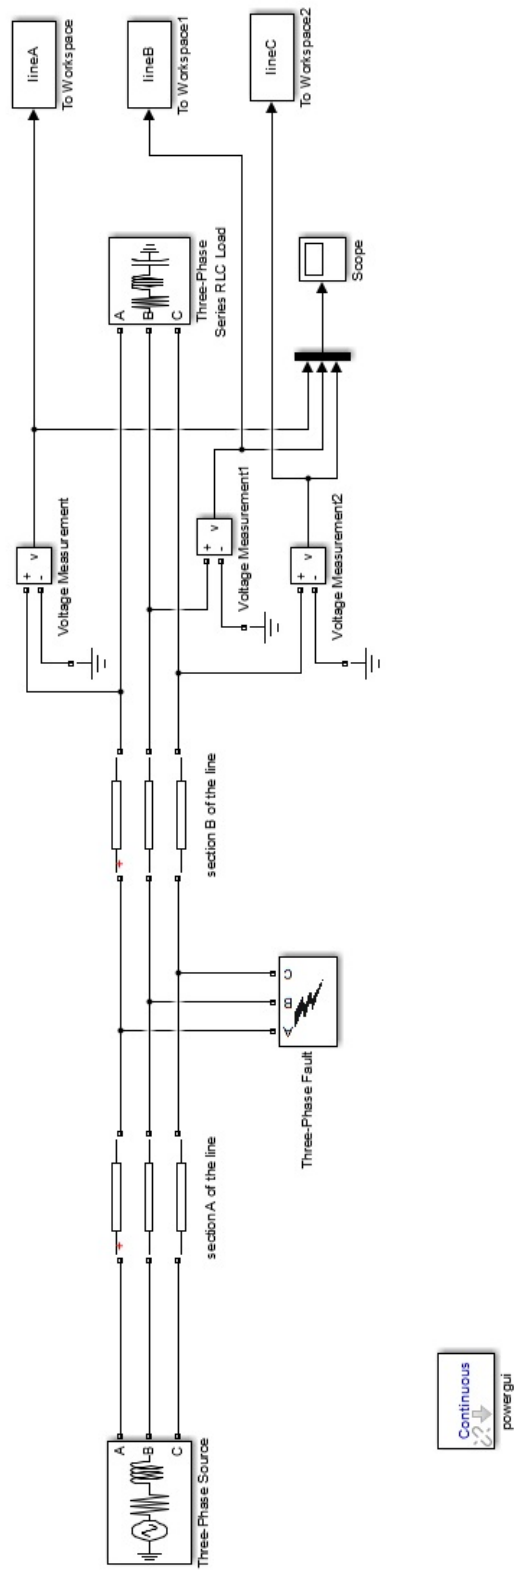 lineA
To Workspace
lineB
To Workspace1
lineC
To Workspace2
A
B
C
Three-Phase
Series RLC Load
Scope
+
-
v
Voltage Measurement
+
-
v
Voltage Measurement1
+
-
v
Voltage Measurement2
+
section B of the line
A
B
C
Three-Phase Fault
+
section A of the line
A
B
C
Three-Phase Source
Continuous
powergui